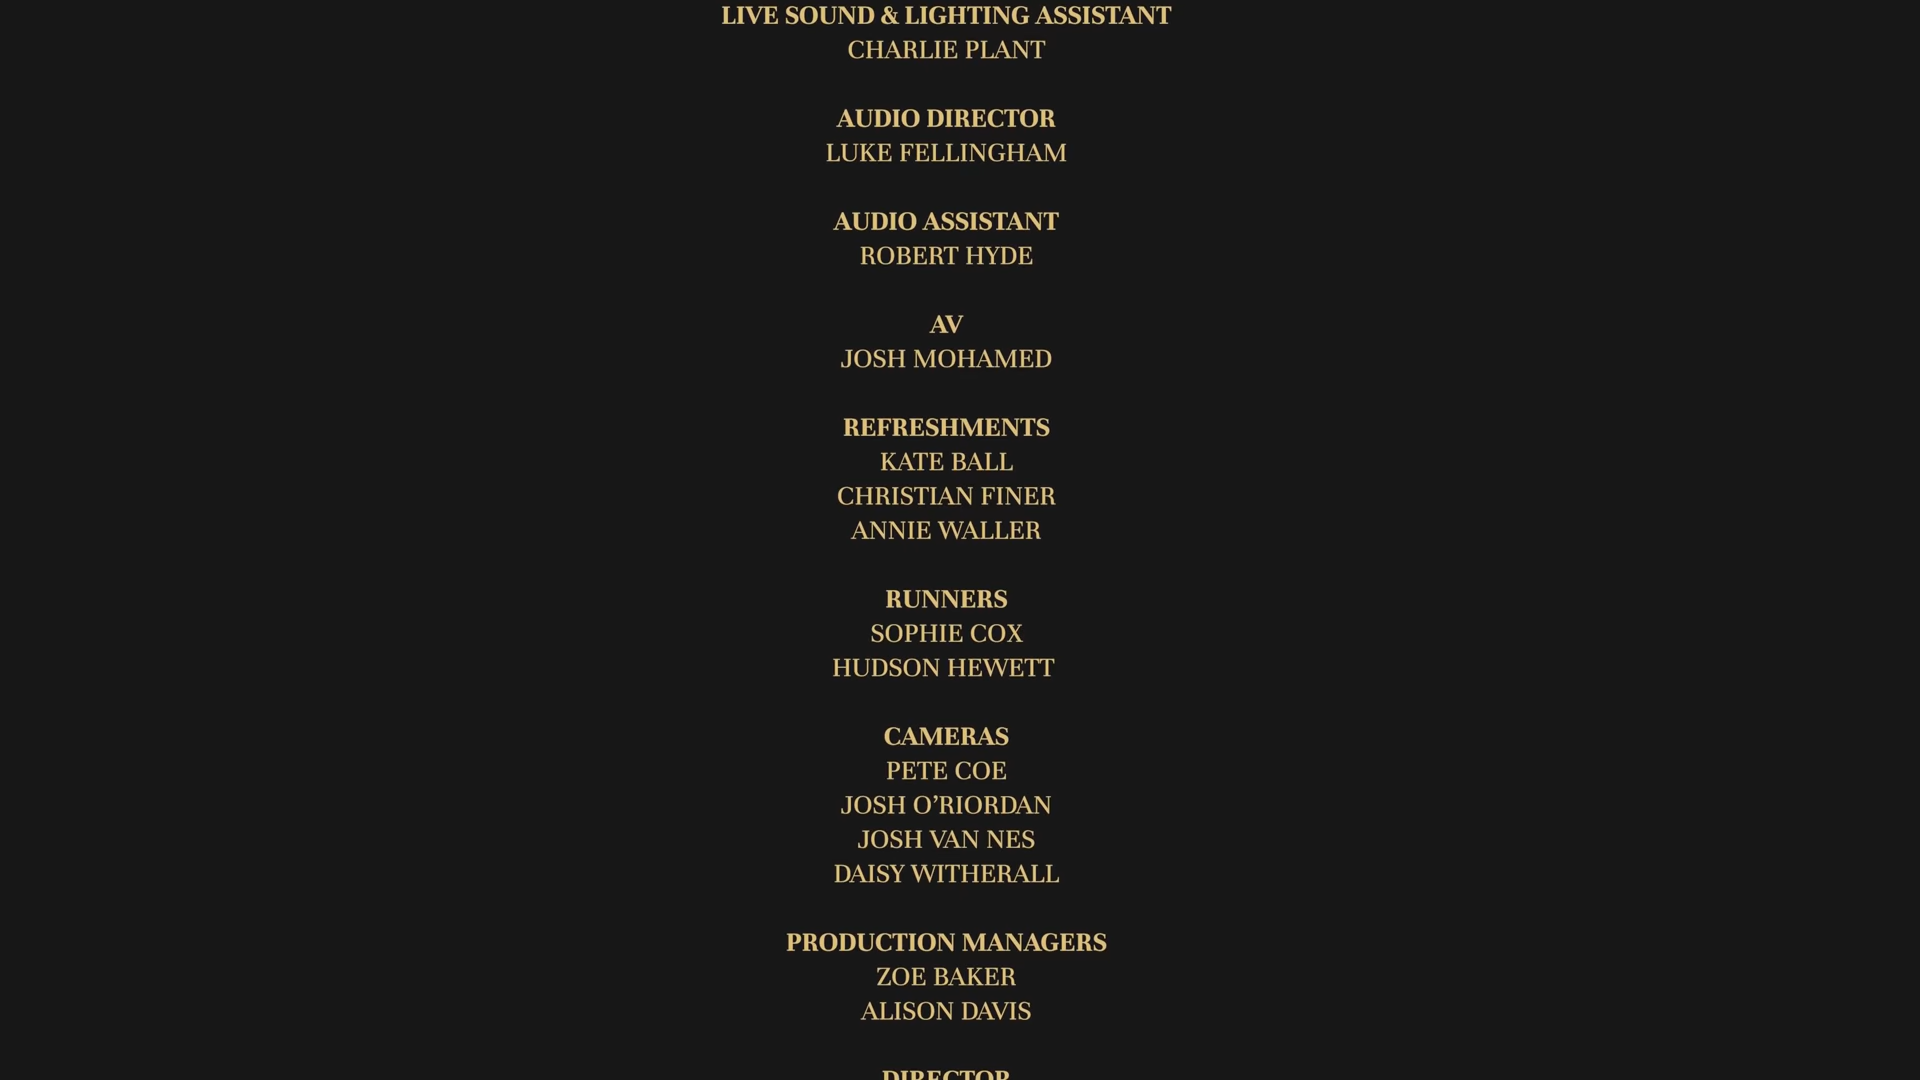 LIVE SOUND & LIGHTING ASSISTANT
CHARLIE PLANT
AUDIO DIRECTOR
LUKE FELLINGHAM
AUDIO ASSISTANT
ROBERT HYDE
AV
JOSH MOHAMED
REFRESHMENTS
KATE BALL
CHRISTIAN FINER
ANNIE WALLER
RUNNERS
SOPHIE COX
HUDSON HEWETT
CAMERAS
PETE COE
JOSH O’RIORDAN
JOSH VAN NES
DAISY WITHERALL
PRODUCTION MANAGERS
ZOE BAKER
ALISON DAVIS
DIRECTOR